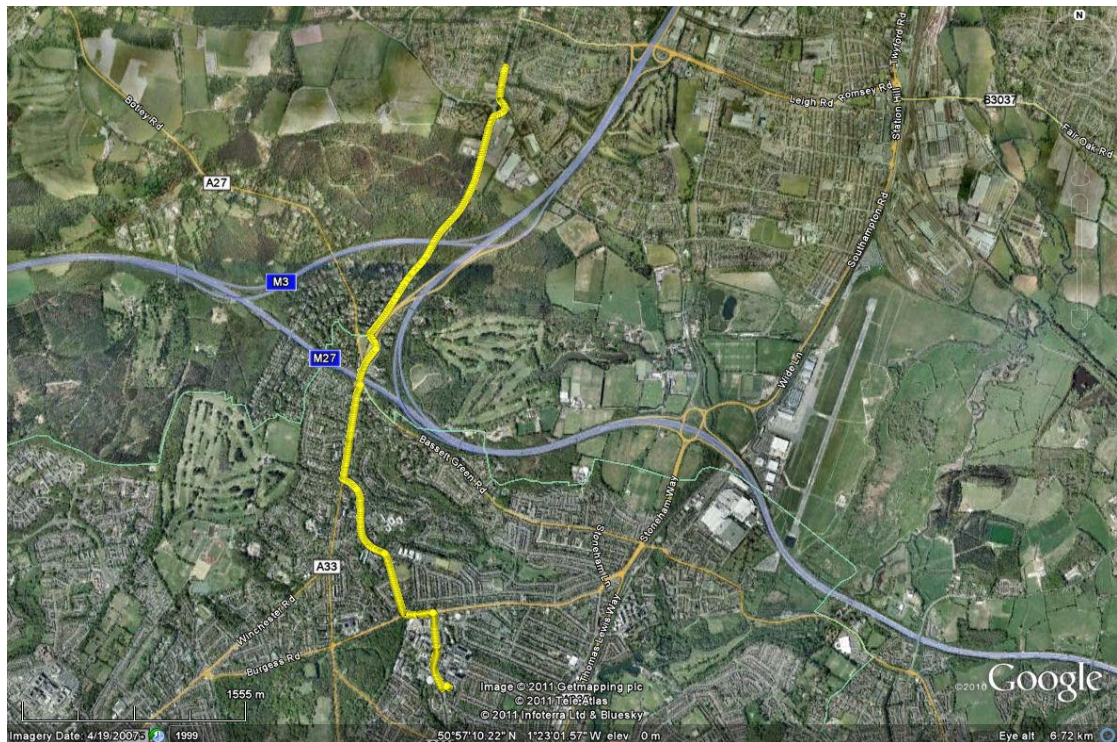 N
Twyford Rd
Leigh Rd
Romsey Rd
Station Hill
B3037
Fair Oak Rd
Botley Rd
A27
Southampton Rd
M3
M27
Wide Ln
Bassett Green Rd
Stoneham Way
Stoneham Ln
A33
Winchester Rd
Thomas Lewis Way
Burgess Rd
1555 m
Image © 2011 Getmapping plc
© 2011 Tele Atlas
© 2011 Infoterra Ltd & Bluesky
©2010 Google
Imagery Date: 4/19/2007
1999
50°57'10.22" N 1°23'01.57" W elev 0 m
Eye alt 6.72 km